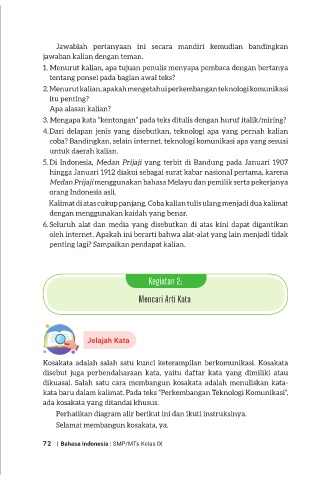 Jawablah pertanyaan ini secara mandiri kemudian bandingkan
jawaban kalian dengan teman.
1. Menurut kalian, apa tujuan penulis menyapa pembaca dengan bertanya
tentang ponsel pada bagian awal teks?
2. Menurut kalian, apakah mengetahui perkembangan teknologi komunikasi
itu penting?
Apa alasan kalian?
3. Mengapa kata "kentongan" pada teks ditulis dengan huruf italik/miring?
4. Dari delapan jenis yang disebutkan, teknologi apa yang pernah kalian
coba? Bandingkan, selain internet, teknologi komunikasi apa yang sesuai
untuk daerah kalian.
5. Di Indonesia, Medan Prijaji yang terbit di Bandung pada Januari 1907
hingga Januari 1912 diakui sebagai surat kabar nasional pertama, karena
Medan Prijaji menggunakan bahasa Melayu dan pemilik serta pekerjanya
orang Indonesia asli.
Kalimat di atas cukup panjang. Coba kalian tulis ulang menjadi dua kalimat
dengan menggunakan kaidah yang benar.
6. Seluruh alat dan media yang disebutkan di atas kini dapat digantikan
oleh internet. Apakah ini berarti bahwa alat-alat yang lain menjadi tidak
penting lagi? Sampaikan pendapat kalian.
Kegiatan 2:
Mencari Arti Kata
Jelajah Kata
Kosakata adalah salah satu kunci keterampilan berkomunikasi. Kosakata
disebut juga perbendaharaan kata, yaitu daftar kata yang dimiliki atau
dikuasai. Salah satu cara membangun kosakata adalah menuliskan kata-
kata baru dalam kalimat. Pada teks "Perkembangan Teknologi Komunikasi",
ada kosakata yang ditandai khusus.
Perhatikan diagram alir berikut ini dan ikuti instruksinya.
Selamat membangun kosakata, ya.
72 | Bahasa Indonesia | SMP/MTs Kelas IX